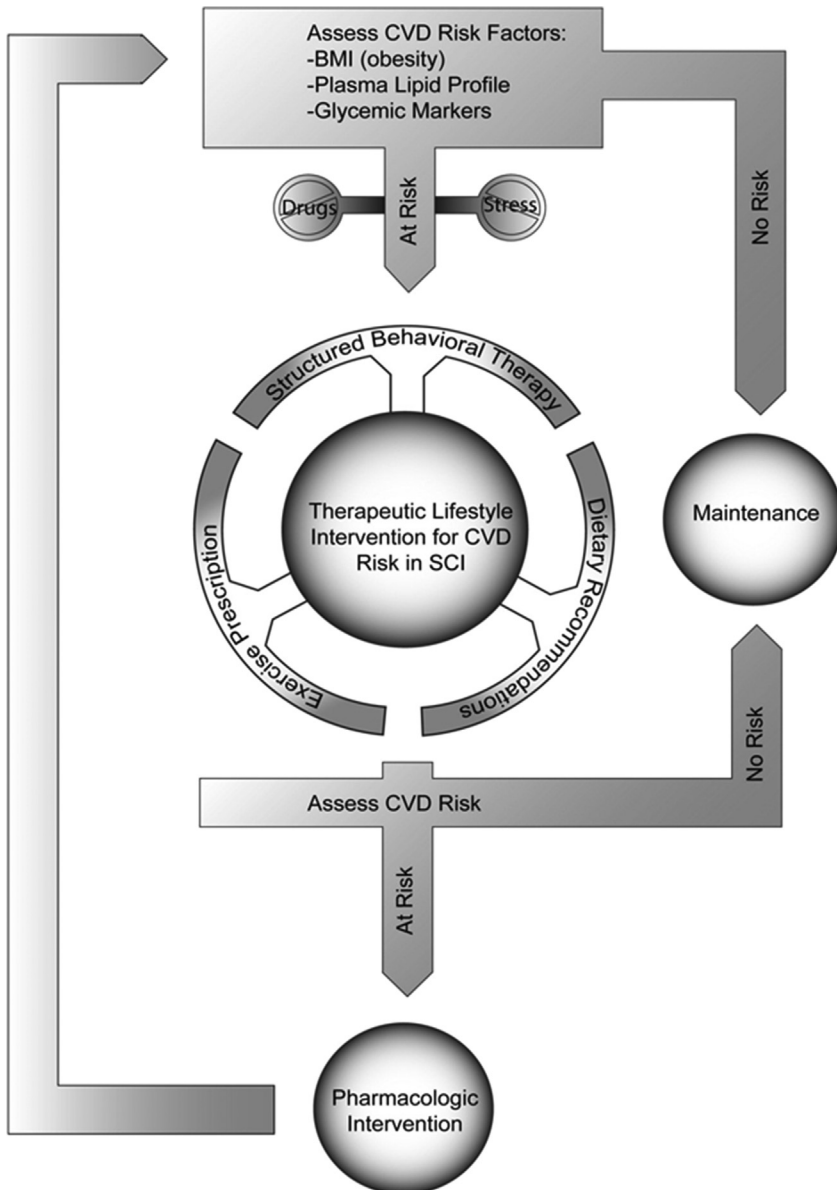 Assess CVD Risk Factors:
-BMI (obesity)
-Plasma Lipid Profile
-Glycemic Markers
Drugs
At Risk
Stress
No Risk
Structured Behavioral Therapy
Exercise Prescription
Therapeutic Lifestyle
Intervention for CVD
Risk in SCI
Dietary Recommendations
Maintenance
Assess CVD Risk
No Risk
At Risk
Pharmacologic
Intervention